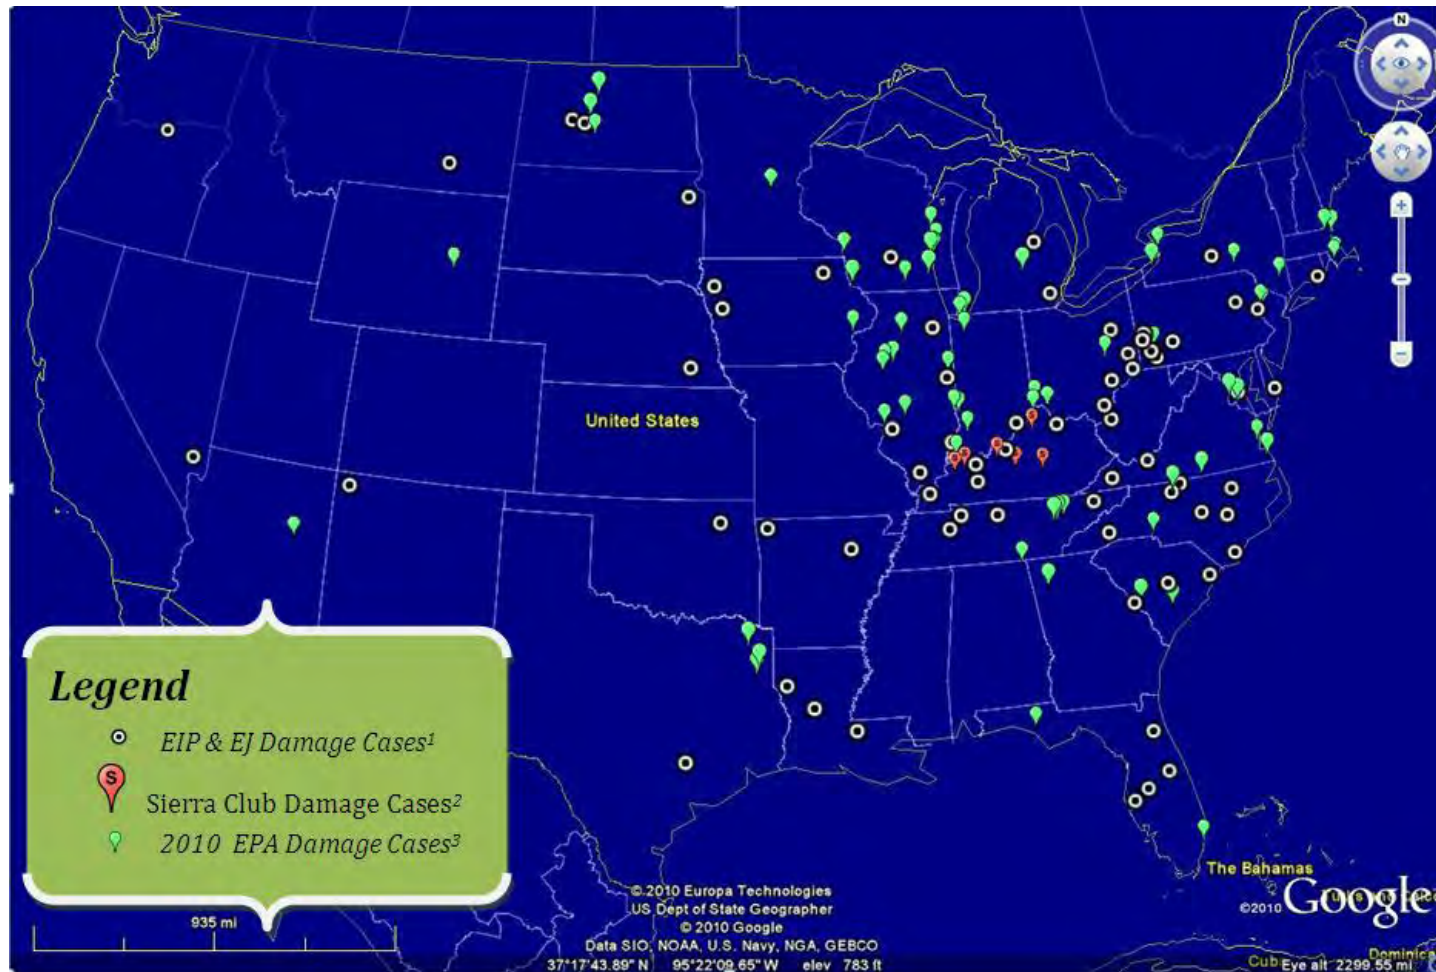 N
United States
Legend
EIP & EJ Damage Cases¹
S
Sierra Club Damage Cases²
2010 EPA Damage Cases³
935 mi
The Bahamas
© 2010 Europa Technologies
US Dept of State Geographer
© 2010 Google
Data SIO, NOAA, U.S. Navy, NGA, GEBCO
©2010 Google
37°17'43.89" N 95°22'09.65" W elev 783 ft
Cub
Dominica
Eye alt 2299.55 mi